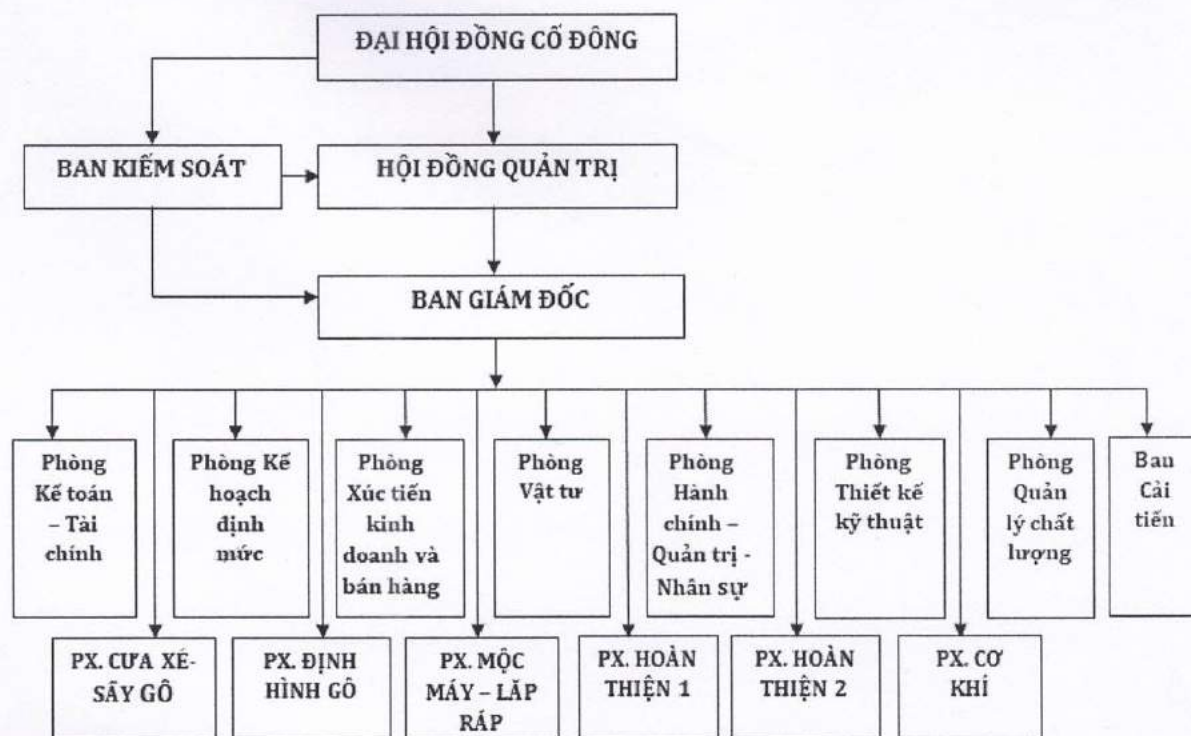 ĐẠI HỘI ĐỒNG CỔ ĐÔNG
BAN KIỂM SOÁT
HỘI ĐỒNG QUẢN TRỊ
BAN GIÁM ĐỐC
Phòng
Kế toán
– Tài
chính
Phòng Kế
hoạch
định
mức
Phòng
Xúc tiến
kinh
doanh và
bán hàng
Phòng
Vật tư
Phòng
Hành
chính –
Quản trị -
Nhân sự
Phòng
Thiết kế
kỹ thuật
Phòng
Quản
lý chất
lượng
Ban
Cải
tiến
PX. CƯA XẺ-
SẤY GỖ
PX. ĐỊNH
HÌNH GỖ
PX. MỘC
MÁY – LẮP
RÁP
PX. HOÀN
THIỆN 1
PX. HOÀN
THIỆN 2
PX. CƠ
KHÍ